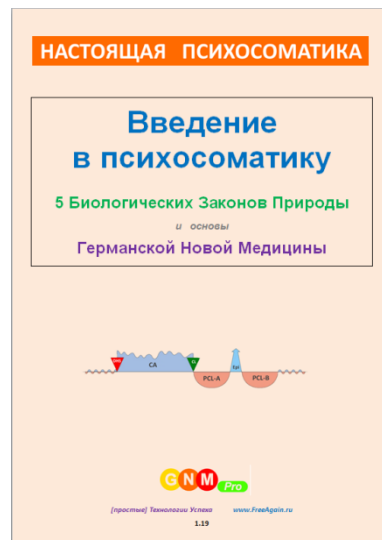 НАСТОЯЩАЯ ПСИХОСОМАТИКА
Введение
в психосоматику
5 Биологических Законов Природы
и основы
Германской Новой Медицины
CA
PCL-A
PCL-B
GNM Pro
[простые] Технологии Успеха www.FreeAgain.ru
1.19